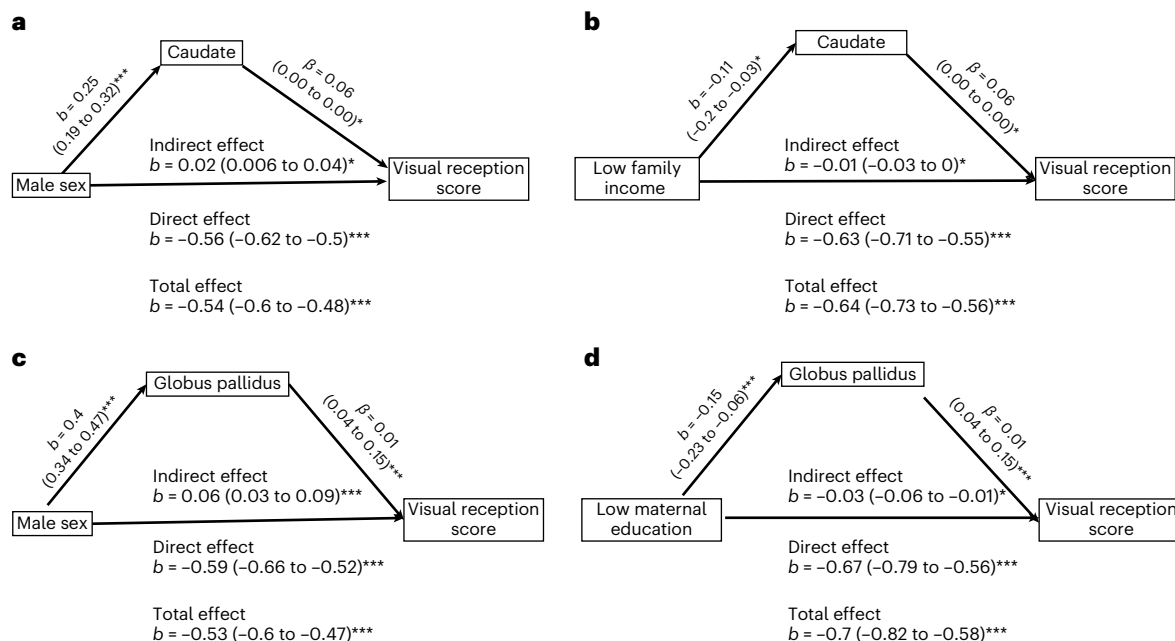 a
Caudate
b = 0.25
(0.19 to 0.32)***
β = 0.06
(0.00 to 0.00)*
Indirect effect
b = 0.02 (0.006 to 0.04)*
Male sex
Visual reception
score
Direct effect
b = –0.56 (–0.62 to –0.5)***
Total effect
b = –0.54 (–0.6 to –0.48)***
b
Caudate
b = –0.11
(–0.2 to –0.03)*
β = 0.06
(0.00 to 0.00)*
Indirect effect
b = –0.01 (–0.03 to 0)*
Low family
income
Visual reception
score
Direct effect
b = –0.63 (–0.71 to –0.55)***
Total effect
b = –0.64 (–0.73 to –0.56)***
c
Globus pallidus
b = 0.4
(0.34 to 0.47)***
β = 0.01
(0.04 to 0.15)***
Indirect effect
b = 0.06 (0.03 to 0.09)***
Male sex
Visual reception
score
Direct effect
b = –0.59 (–0.66 to –0.52)***
Total effect
b = –0.53 (–0.6 to –0.47)***
d
Globus pallidus
b = –0.15
(–0.23 to –0.06)***
β = 0.01
(0.04 to 0.15)***
Indirect effect
b = –0.03 (–0.06 to –0.01)*
Low maternal
education
Visual reception
score
Direct effect
b = –0.67 (–0.79 to –0.56)***
Total effect
b = –0.7 (–0.82 to –0.58)***